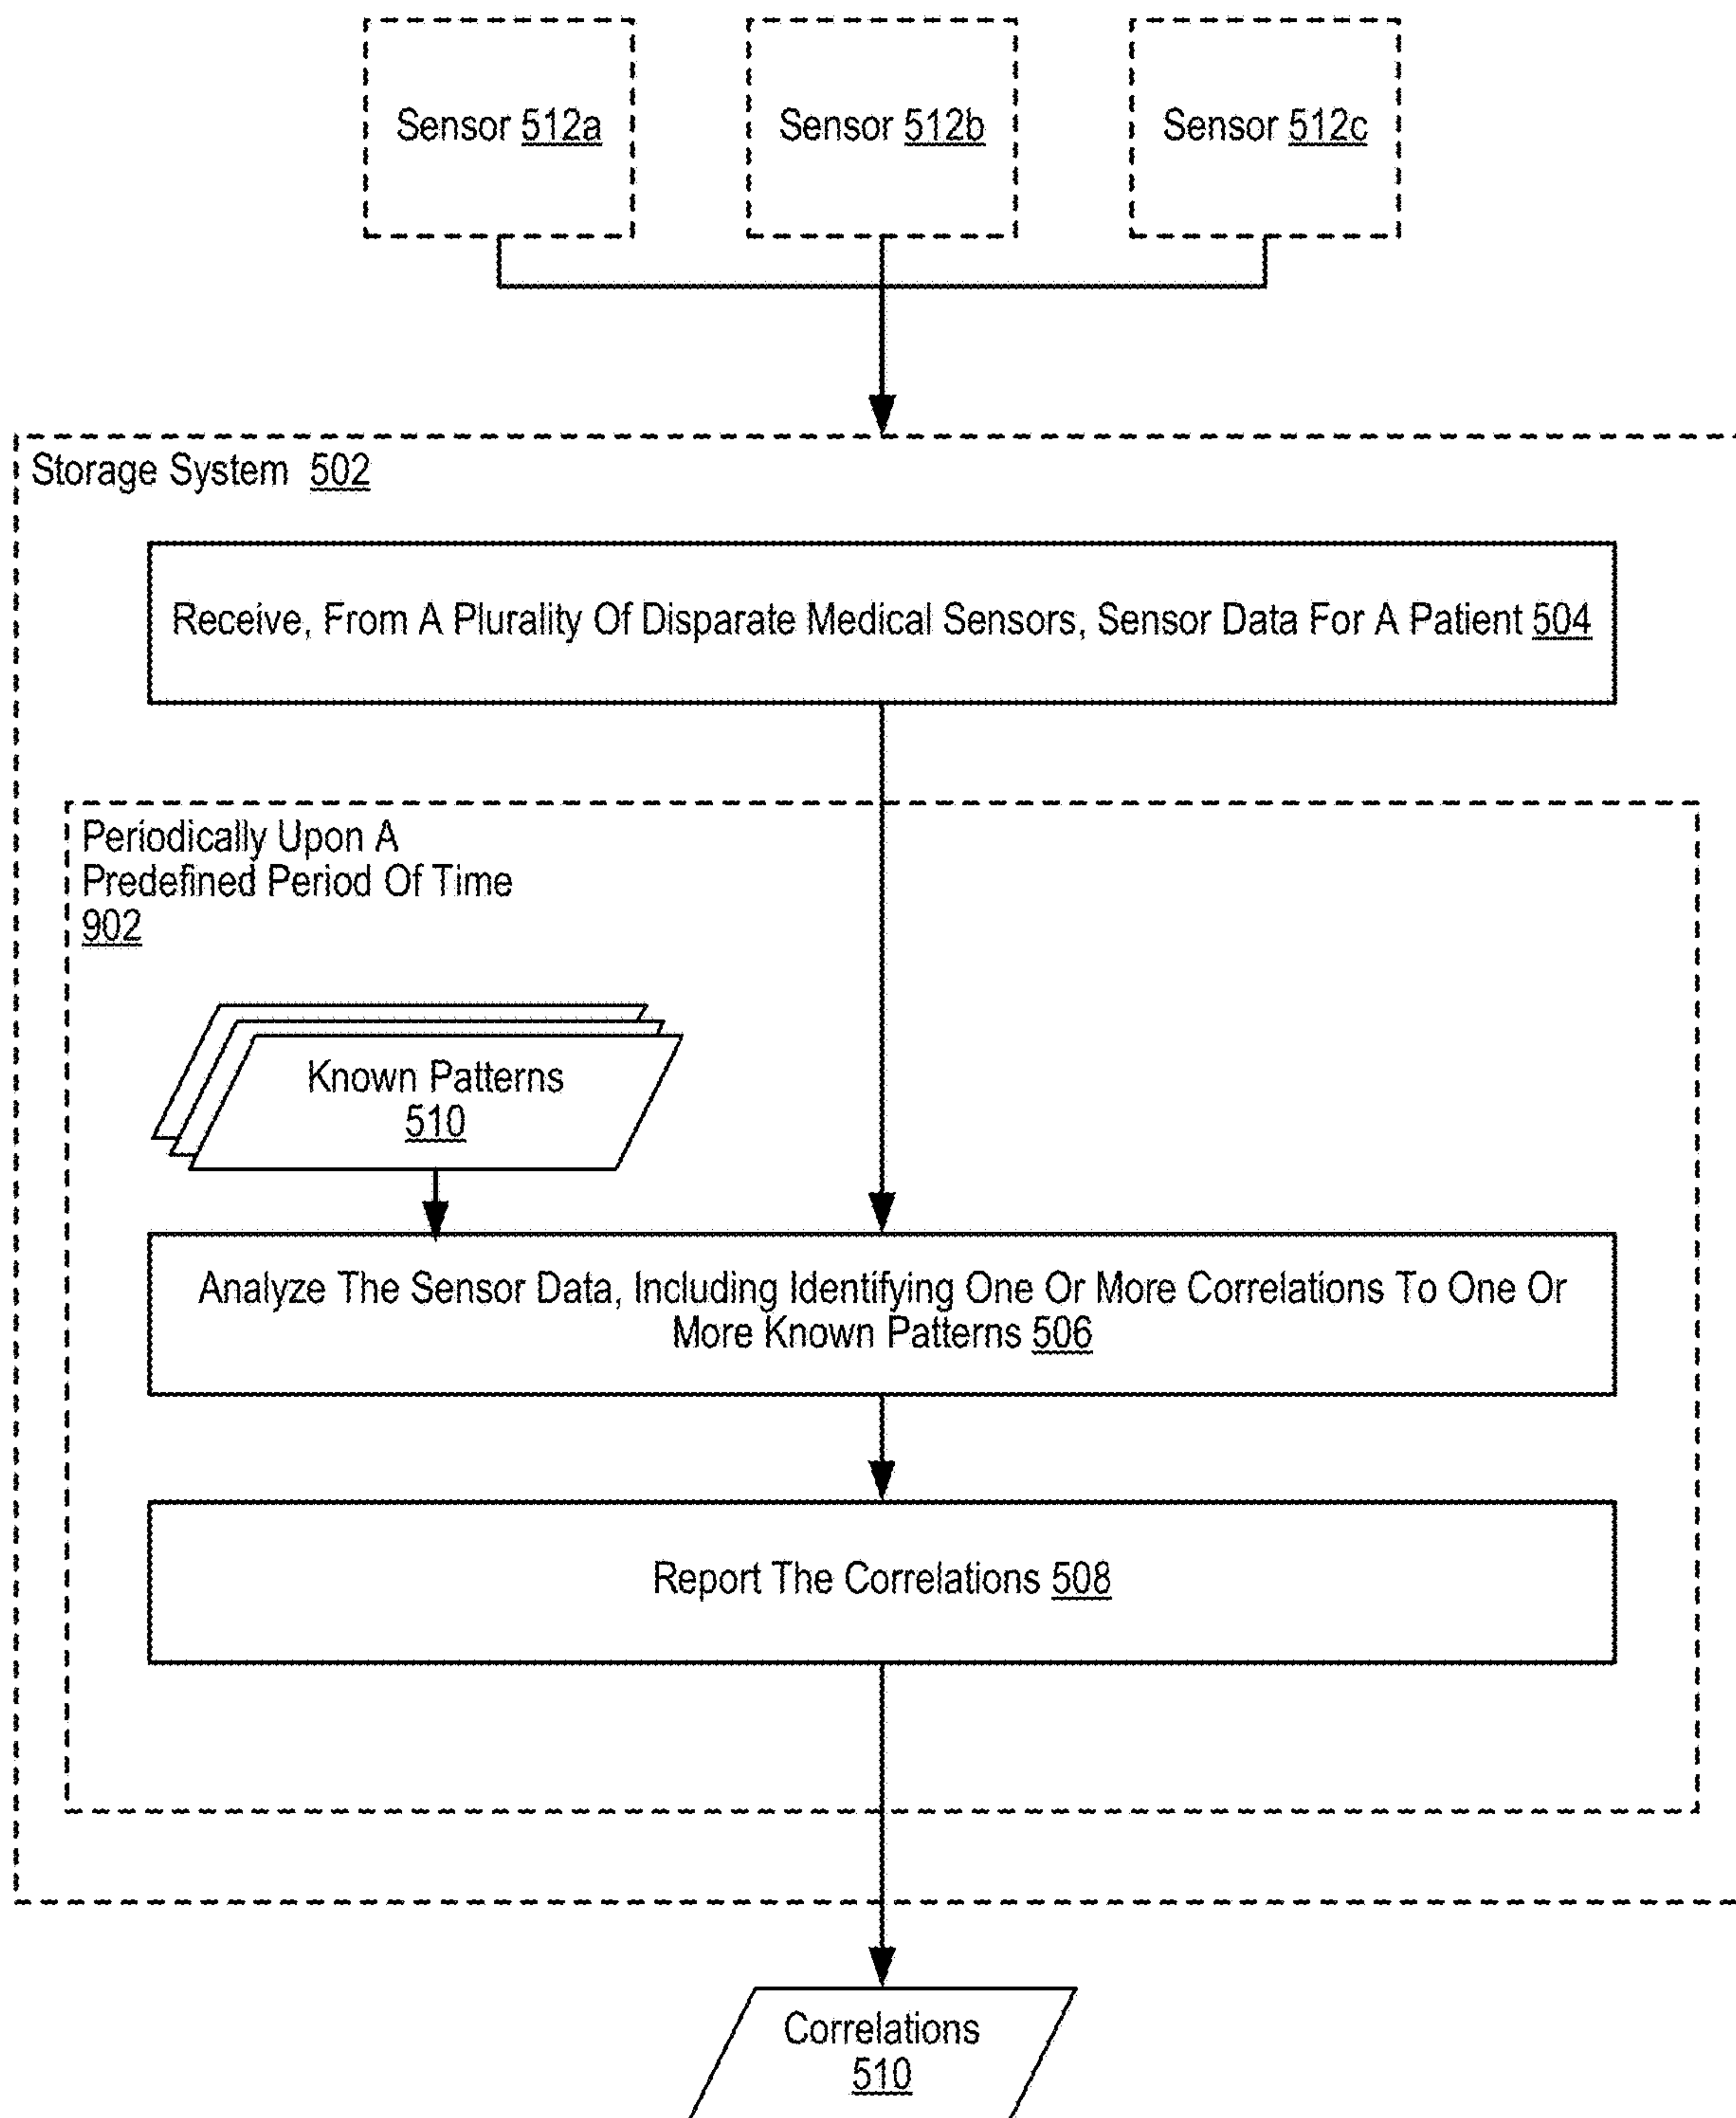 Sensor 512a
Sensor 512b
Sensor 512c
Storage System 502
Receive, From A Plurality Of Disparate Medical Sensors, Sensor Data For A Patient 504
Periodically Upon A
Predefined Period Of Time
902
Known Patterns
510
Analyze The Sensor Data, Including Identifying One Or More Correlations To One Or
More Known Patterns 506
Report The Correlations 508
Correlations
510